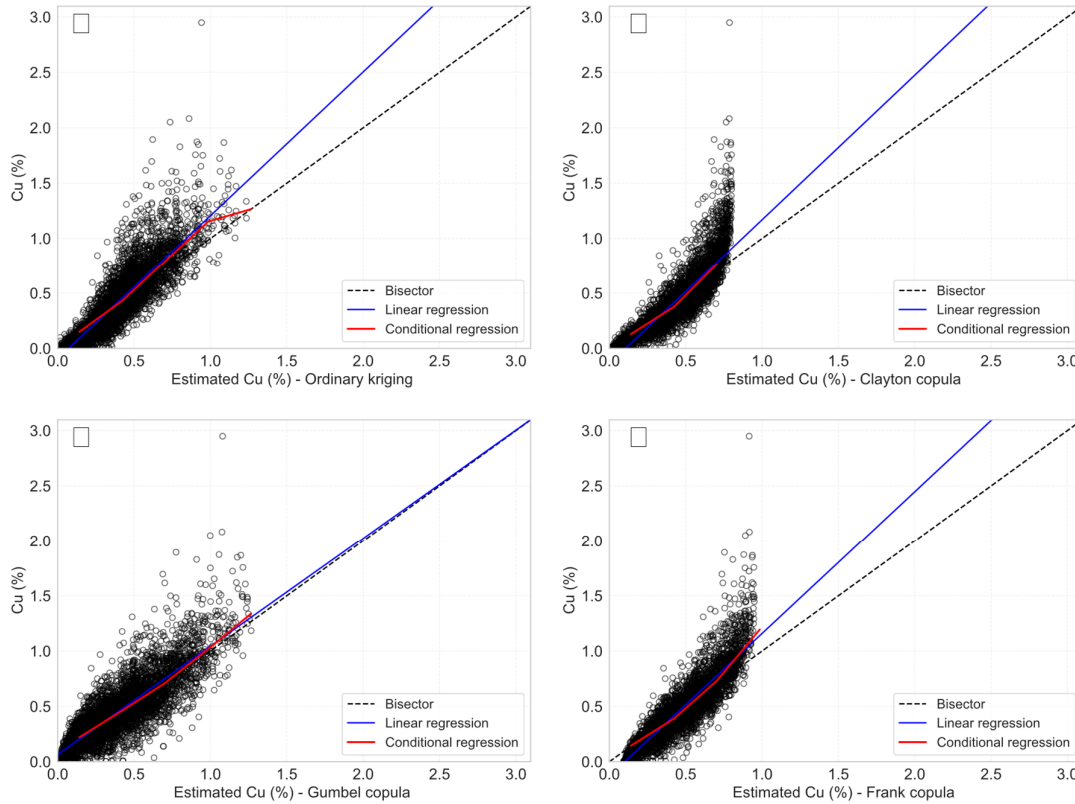 3.0
2.5
2.0
1.5
1.0
0.5
0.0
Cu (%)
0.0 0.5 1.0 1.5 2.0 2.5 3.0
Estimated Cu (%) - Ordinary kriging
Bisector
Linear regression
Conditional regression
3.0
2.5
2.0
1.5
1.0
0.5
0.0
Cu (%)
0.0 0.5 1.0 1.5 2.0 2.5 3.0
Estimated Cu (%) - Clayton copula
Bisector
Linear regression
Conditional regression
3.0
2.5
2.0
1.5
1.0
0.5
0.0
Cu (%)
0.0 0.5 1.0 1.5 2.0 2.5 3.0
Estimated Cu (%) - Gumbel copula
Bisector
Linear regression
Conditional regression
3.0
2.5
2.0
1.5
1.0
0.5
0.0
Cu (%)
0.0 0.5 1.0 1.5 2.0 2.5 3.0
Estimated Cu (%) - Frank copula
Bisector
Linear regression
Conditional regression